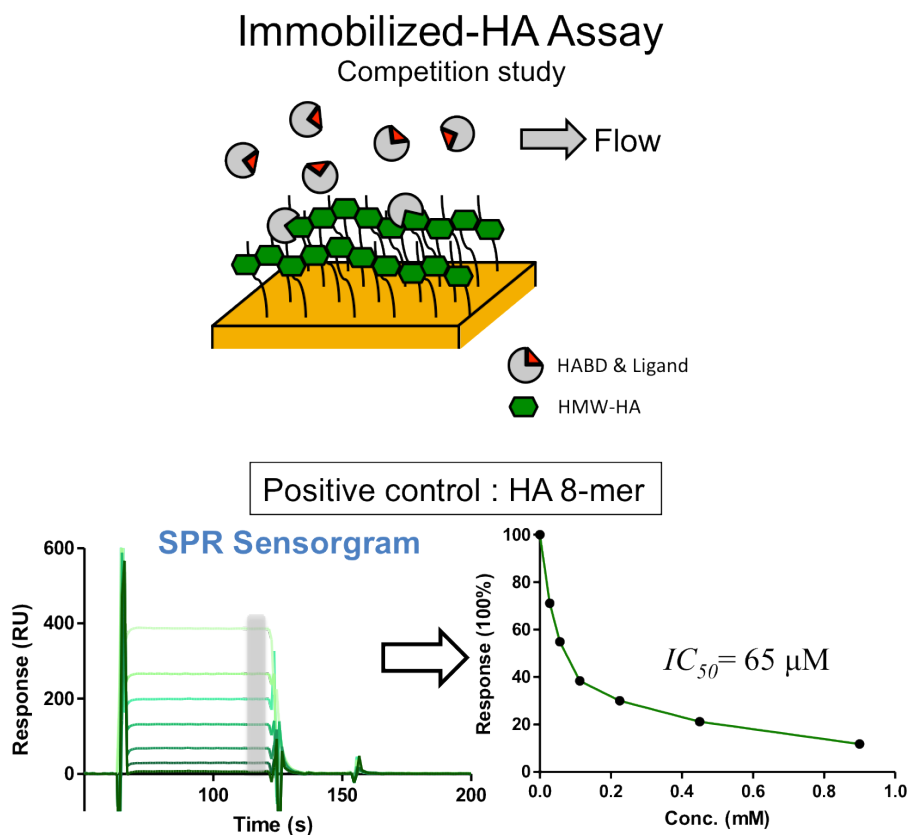 Immobilized-HA Assay
Competition study
Flow
HABD & Ligand
HMW-HA
Positive control : HA 8-mer
SPR Sensorgram
Response (RU)
600
400
200
0
100
150
200
Time (s)
Response (100%)
100
80
60
40
20
0
IC50= 65 µM
0.0
0.2
0.4
0.6
0.8
1.0
Conc. (mM)